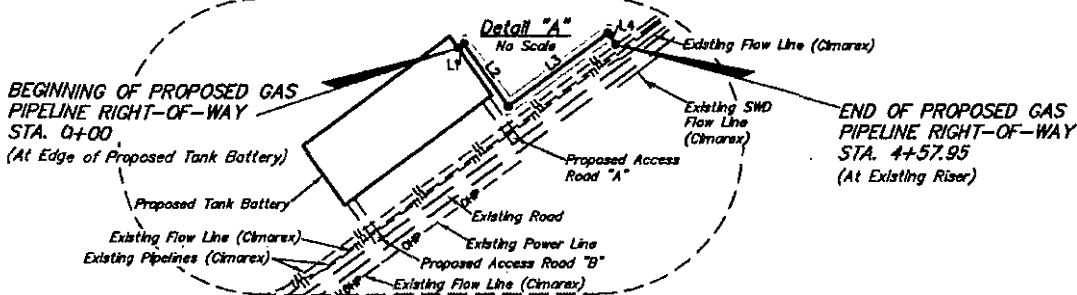 Detail "A"
No Scale
L1
L2
L3
L4
Existing Flow Line (Cimarex)
BEGINNING OF PROPOSED GAS
PIPELINE RIGHT-OF-WAY
STA. 0+00
(At Edge of Proposed Tank Battery)
Existing SWD
Flow Line
(Cimarex)
END OF PROPOSED GAS
PIPELINE RIGHT-OF-WAY
STA. 4+57.95
(At Existing Riser)
Proposed Access
Road "A"
Proposed Tank Battery
OHP
Existing Road
Existing Flow Line (Cimarex)
Existing Power Line
Existing Pipelines (Cimarex)
OHP
Proposed Access Road "B"
OHP
Existing Flow Line (Cimarex)